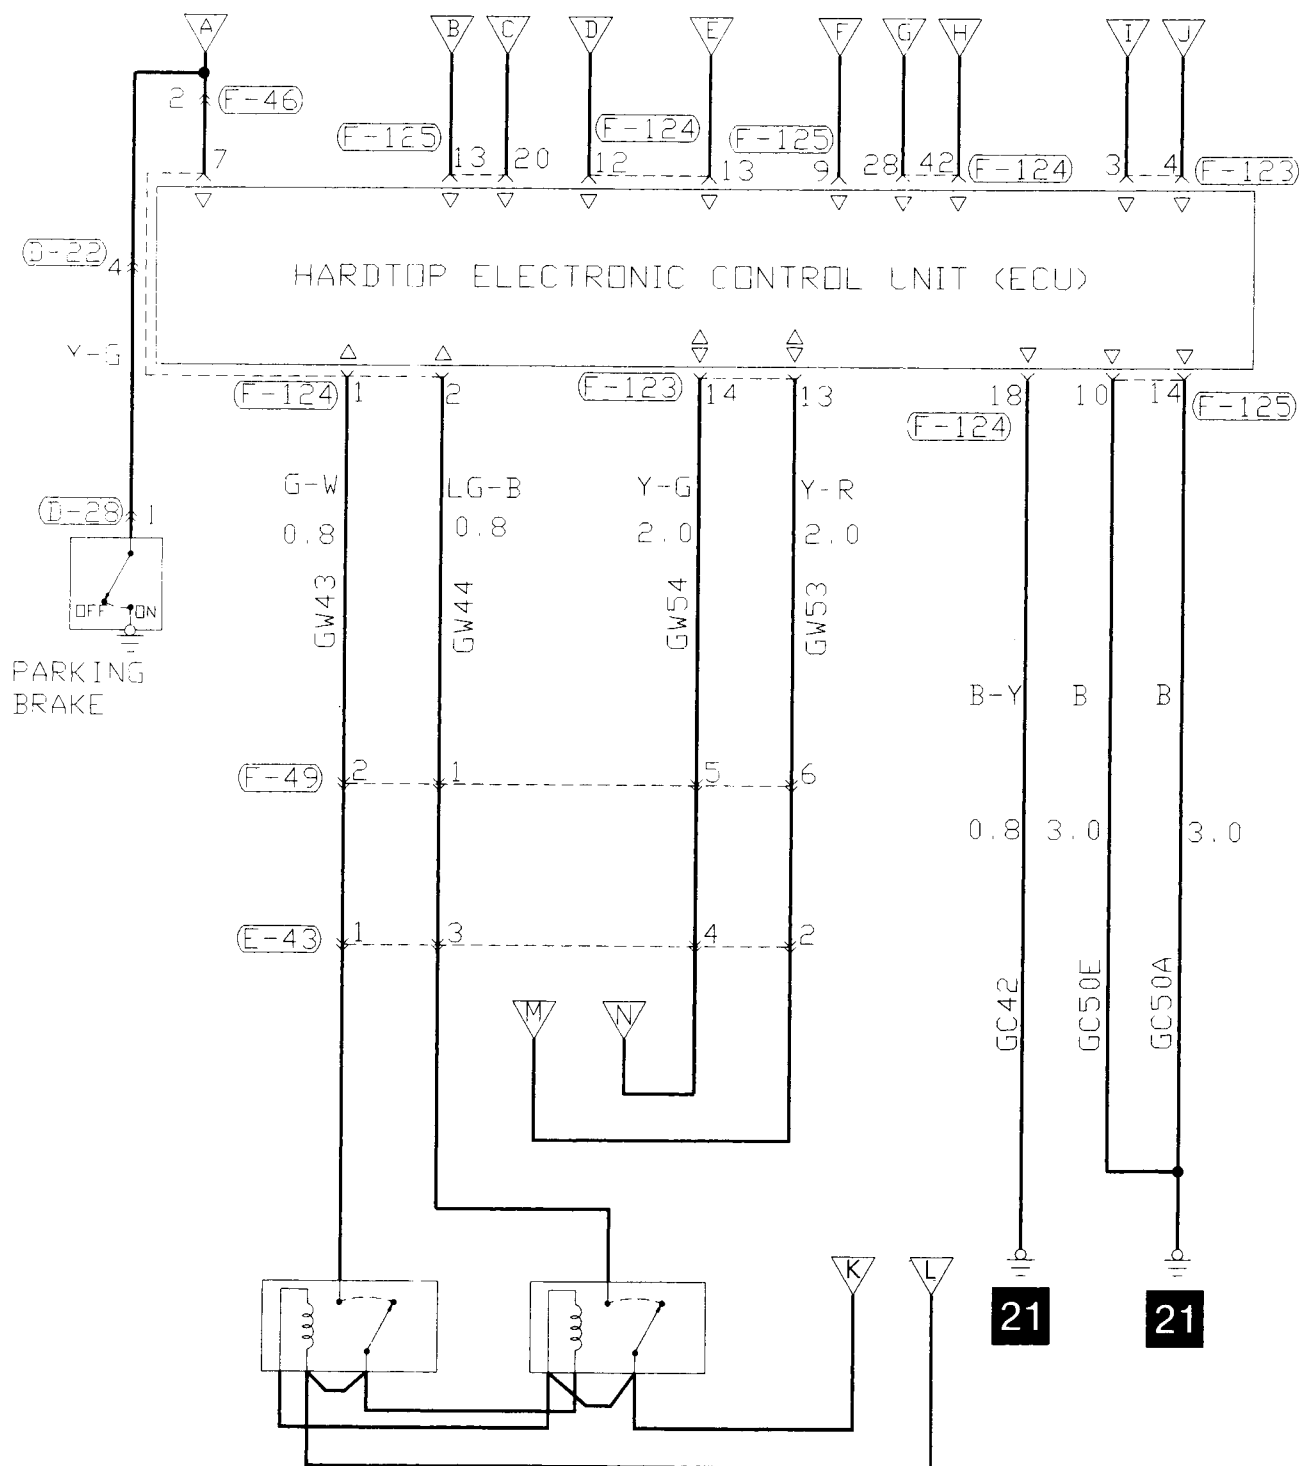 A B C D E F G H I J
2 F-46
F-125 F-124 F-125
7 13 20 12 13 9 28 42 F-124 3 4 F-123
D-22 4
HARDTOP ELECTRONIC CONTROL UNIT (ECU)
Y-G
F-124 1 2 F-123 14 13 18 10 14 F-125
F-124
G-W LG-B Y-G Y-R
D-28 1
0.8 0.8 2.0 2.0
OFF ON
GW43 GW44 GW54 GW53
PARKING
BRAKE
B-Y B B
F-49 2 1 5 6
0.8 3.0 3.0
E-43 1 3 4 2
GC42 GC50E GC50A
M N
K L
21 21